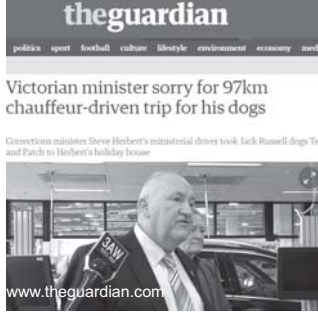 theguardian
politics sport football culture lifestyle environment economy
Victorian minister sorry for 97km
chauffeur-driven trip for his dogs
Corrections minister Steve Herbert's ministerial driver took Jack Russell dogs
and Patch to Herbert's holiday house
3AW
www.theguardian.com